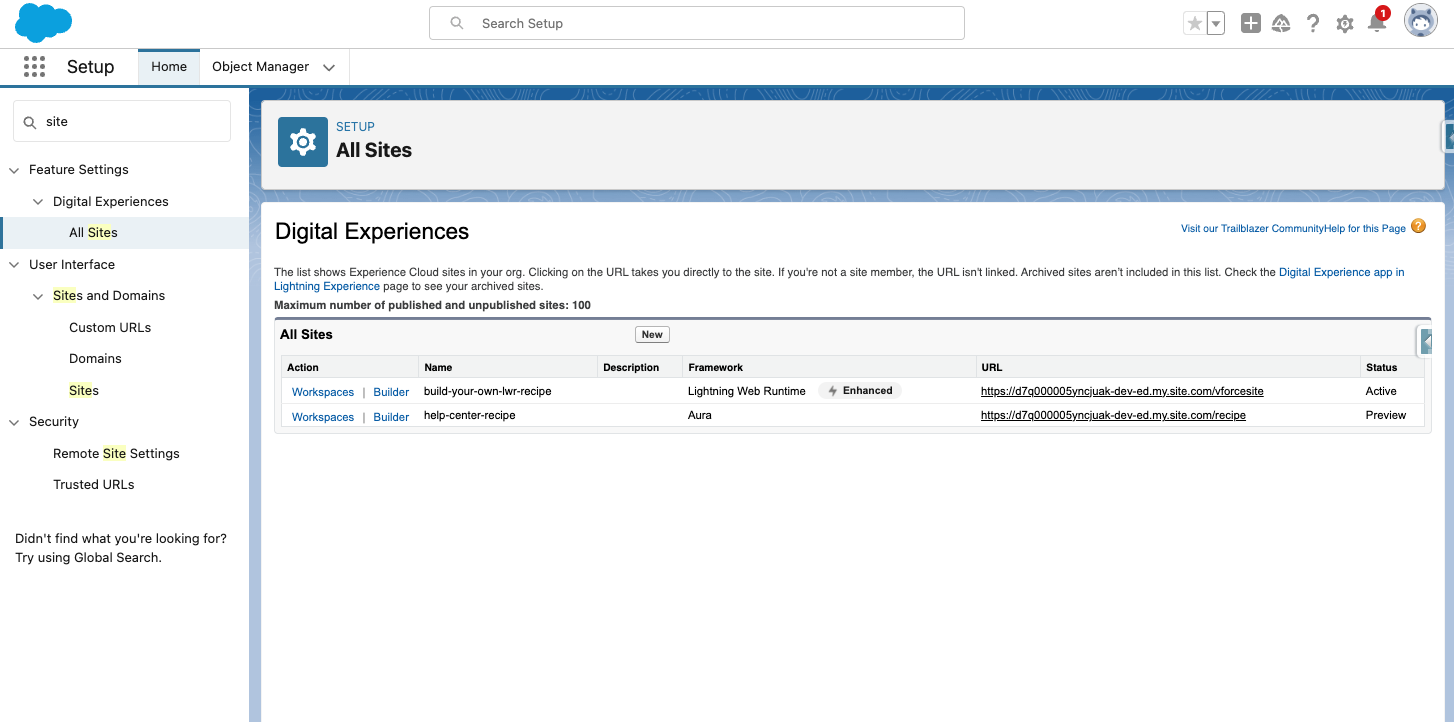 Search Setup
1
Setup
Home
Object Manager
site
Feature Settings
Digital Experiences
All Sites
User Interface
Sites and Domains
Custom URLs
Domains
Sites
Security
Remote Site Settings
Trusted URLs
Didn't find what you're looking for?
Try using Global Search.
SETUP
All Sites
Digital Experiences
Visit our Trailblazer CommunityHelp for this Page ?
The list shows Experience Cloud sites in your org. Clicking on the URL takes you directly to the site. If you're not a site member, the URL isn't linked. Archived sites aren't included in this list. Check the Digital Experience app in
Lightning Experience page to see your archived sites.
Maximum number of published and unpublished sites: 100
All Sites New
Action Name Description Framework URL Status
Workspaces | Builder build-your-own-lwr-recipe Lightning Web Runtime Enhanced https://d7q000005yncjuak-dev-ed.my.site.com/vforcesite Active
Workspaces | Builder help-center-recipe Aura https://d7q000005yncjuak-dev-ed.my.site.com/recipe Preview